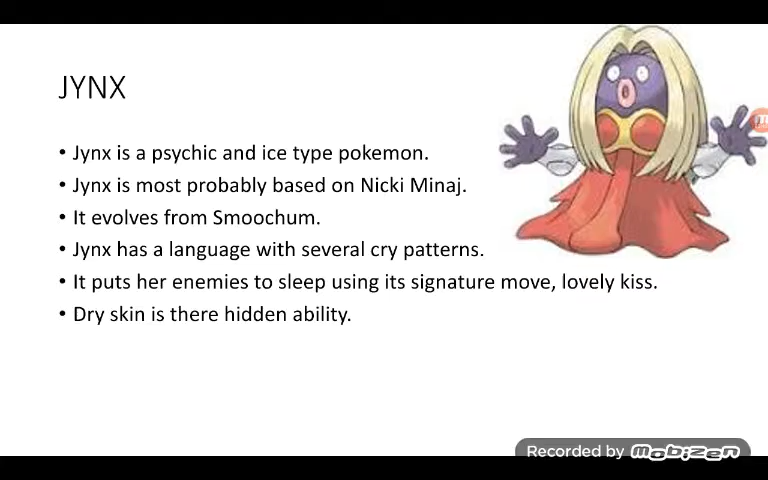 JYNX
• Jynx is a psychic and ice type pokemon.
• Jynx is most probably based on Nicki Minaj.
• It evolves from Smoochum.
• Jynx has a language with several cry patterns.
• It puts her enemies to sleep using its signature move, lovely kiss.
• Dry skin is there hidden ability.
Recorded by mobizen